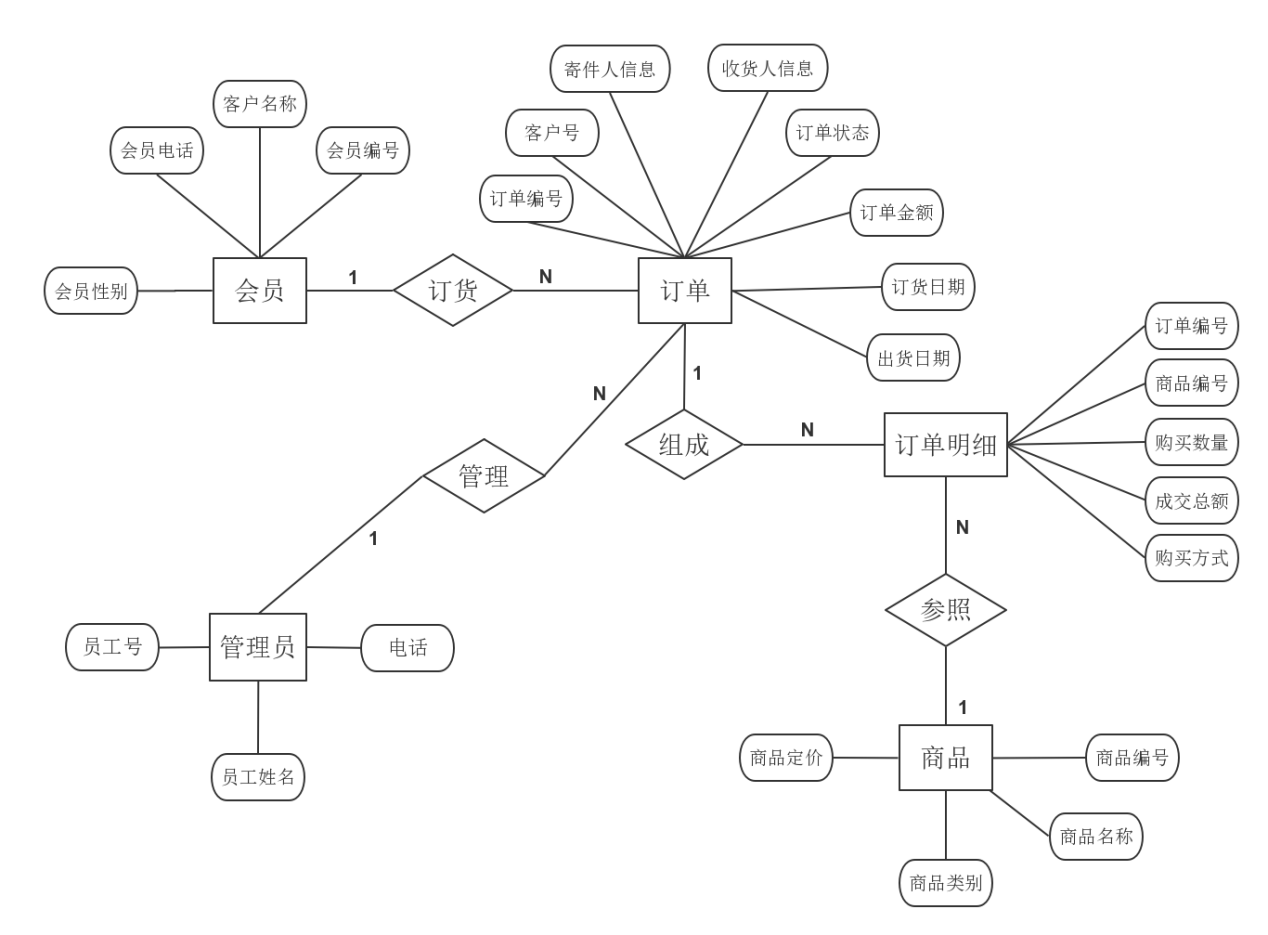 寄件人信息
收货人信息
客户名称
客户号
订单状态
会员电话
会员编号
订单编号
订单金额
会员性别
会员
1
订货
N
订单
订货日期
出货日期
订单编号
商品编号
N
1
组成
N
订单明细
购买数量
管理
成交总额
1
N
购买方式
参照
员工号
管理员
电话
1
商品定价
商品
商品编号
员工姓名
商品名称
商品类别